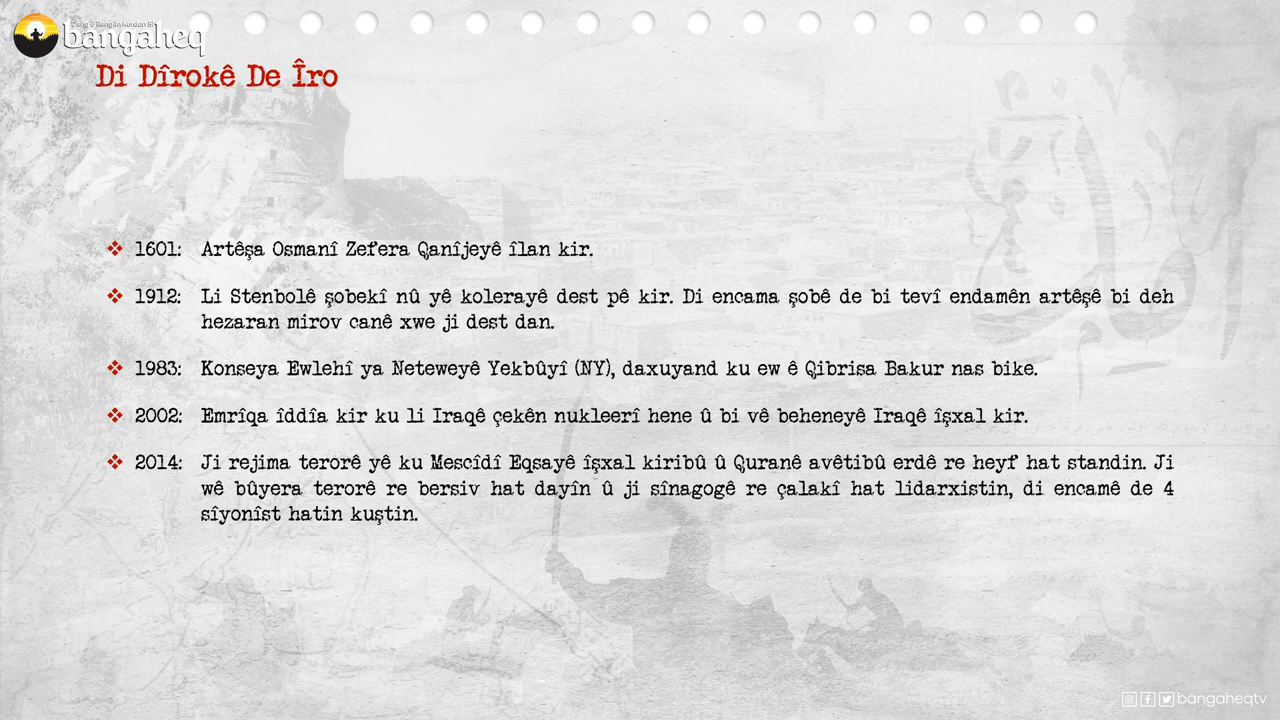 Deng û Rengên Kurdan Bi
bangaheq
Di Dîrokê De Îro
❖ 1601: Artêşa Osmanî Zefera Qanîjeyê îlan kir.
❖ 1912: Li Stenbolê şobekî nû yê kolerayê dest pê kir. Di encama şobê de bi tevî endamên artêşê bi deh
hezaran mirov canê xwe ji dest dan.
❖ 1983: Konseya Ewlehî ya Neteweyê Yekbûyî (NY), daxuyand ku ew ê Qibrisa Bakur nas bike.
❖ 2002: Emrîqa îddîa kir ku li Iraqê çekên nukleerî hene û bi vê beheneyê Iraqê îşxal kir.
❖ 2014: Ji rejima terorê yê ku Mescîdî Eqsayê îşxal kiribû û Quranê avêtibû erdê re heyf hat standin. Ji
wê bûyera terorê re bersiv hat dayîn û ji sînagogê re çalakî hat lidarxistin, di encamê de 4
sîyonîst hatin kuştin.
bangaheqtv